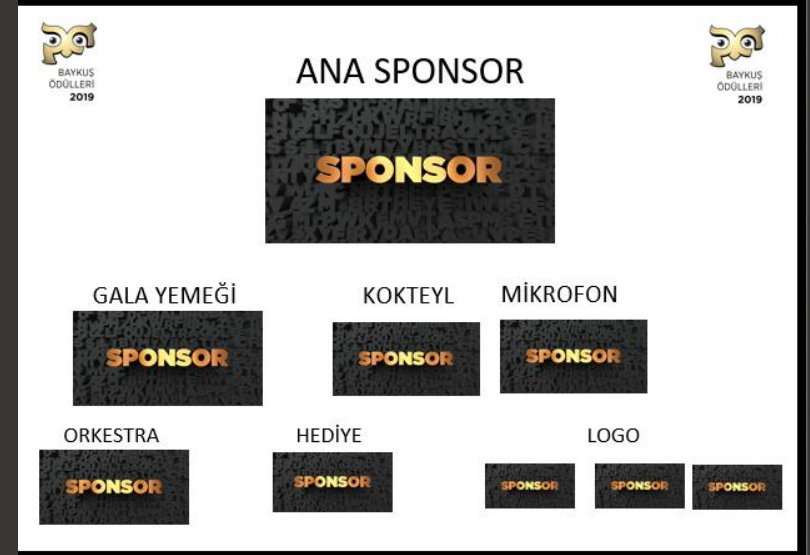 BAYKUŞ
ÖDÜLLERİ
2019
BAYKUŞ
ÖDÜLLERİ
2019
ANA SPONSOR
SPONSOR
GALA YEMEĞİ
KOKTEYL
MİKROFON
SPONSOR
SPONSOR
SPONSOR
ORKESTRA
HEDİYE
LOGO
SPONSOR
SPONSOR
SPONSOR
SPONSOR
SPONSOR